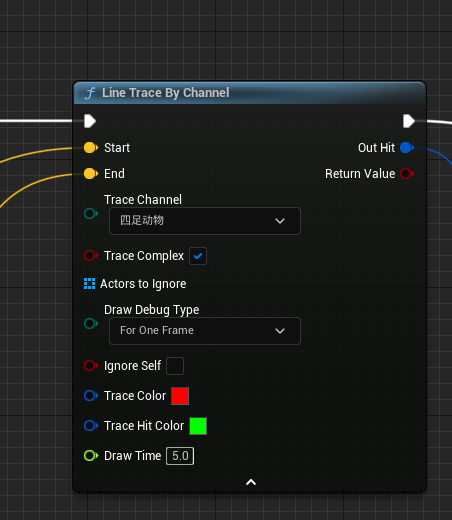 Line Trace By Channel
Start
Out Hit
End
Return Value
Trace Channel
四足动物
Trace Complex
Actors to Ignore
Draw Debug Type
For One Frame
Ignore Self
Trace Color
Trace Hit Color
Draw Time 5.0